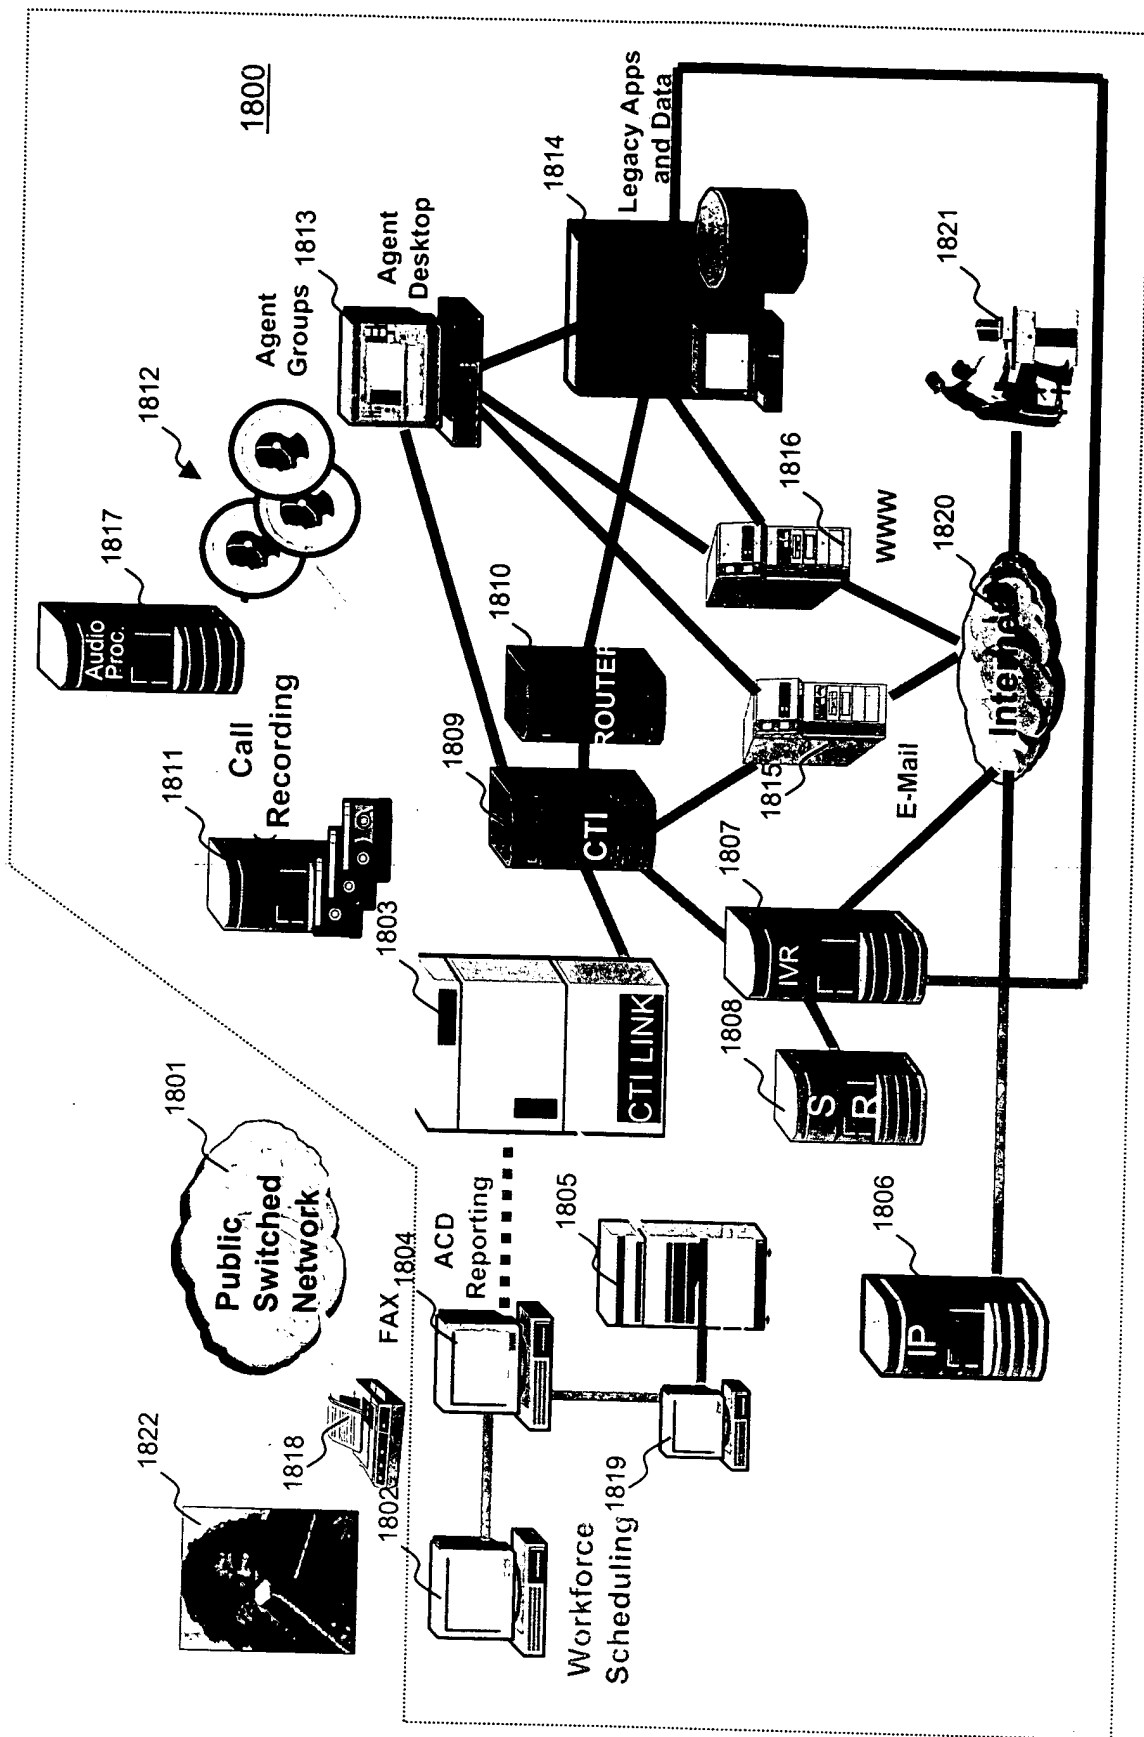 1822
1801
Public
Switched
Network
1811
Call
Recording
1817
Audio
Proc.
1812
1800
Agent
Groups
1813
Agent
Desktop
1818
FAX
1802
1804
ACD
Reporting
1803
CTI LINK
1809
CTI
1810
ROUTER
1814
Legacy Apps
and Data
Workforce
Scheduling
1819
1805
1808
S
RI
1807
IVR
1815
E-Mail
1816
WWW
1806
IP
1820
Internet
1821